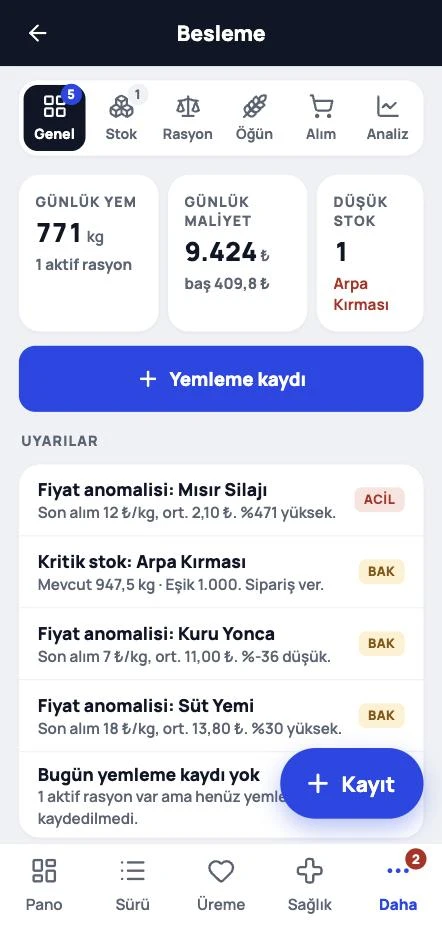 Besleme
5
1
Genel
Stok
Rasyon
Öğün
Alım
Analiz
GÜNLÜK YEM
771 kg
1 aktif rasyon
GÜNLÜK
MALİYET
9.424 ₺
baş 409,8 ₺
DÜŞÜK
STOK
1
Arpa
Kırması
+ Yemleme kaydı
UYARILAR
Fiyat anomalisi: Mısır Silajı
Son alım 12 ₺/kg, ort. 2,10 ₺. %471 yüksek.
ACİL
Kritik stok: Arpa Kırması
Mevcut 947,5 kg · Eşik 1.000. Sipariş ver.
BAK
Fiyat anomalisi: Kuru Yonca
Son alım 7 ₺/kg, ort. 11,00 ₺. %-36 düşük.
BAK
Fiyat anomalisi: Süt Yemi
Son alım 18 ₺/kg, ort. 13,80 ₺. %30 yüksek.
BAK
Bugün yemleme kaydı yok
1 aktif rasyon var ama henüz yemle
kaydedilmedi.
+ Kayıt
2
Pano
Sürü
Üreme
Sağlık
Daha